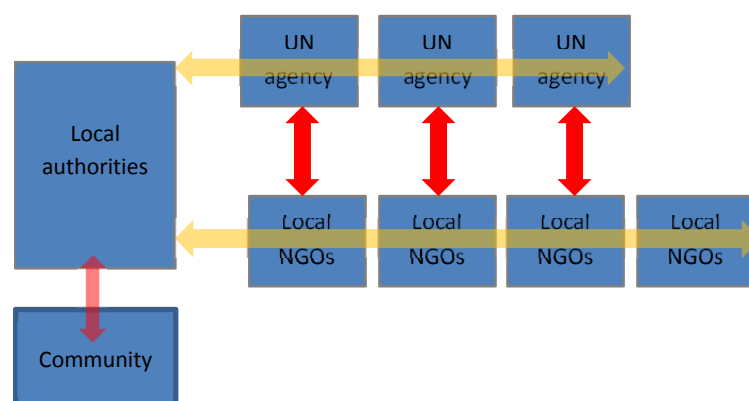 UN
agency
UN
agency
UN
agency
Local
authorities
Local
NGOs
Local
NGOs
Local
NGOs
Local
NGOs
Community